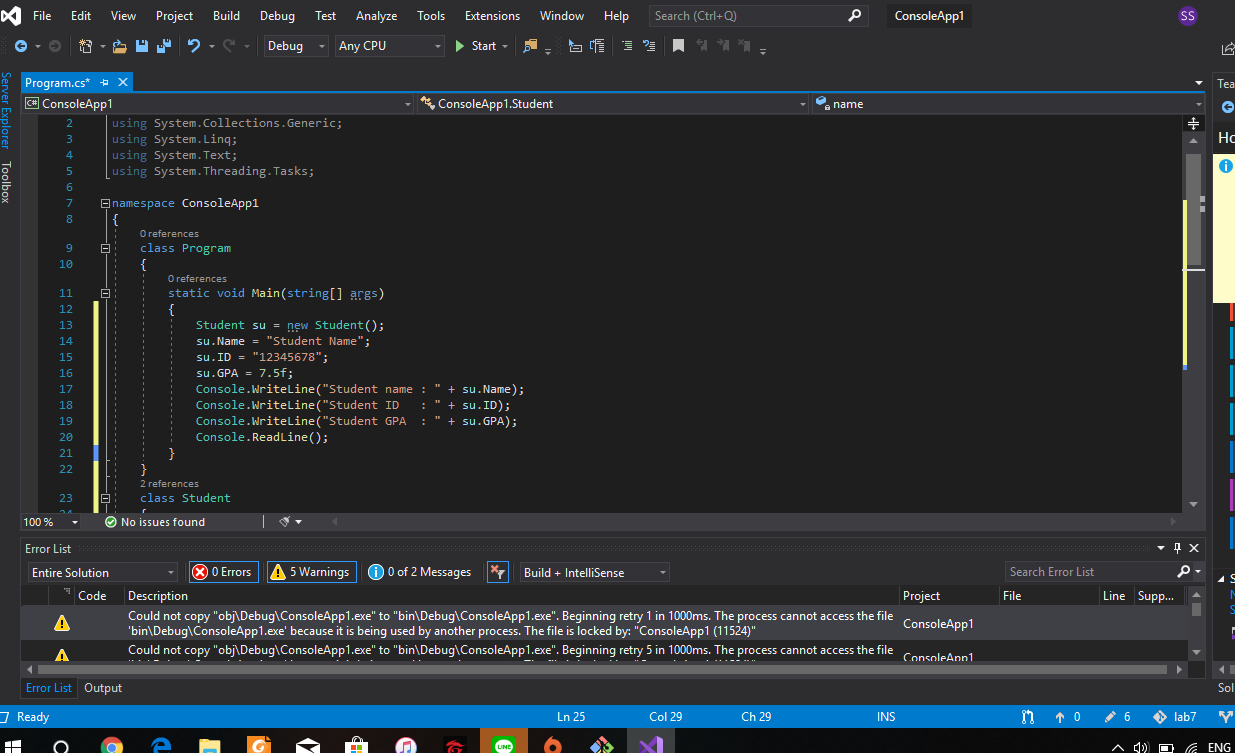 File Edit View Project Build Debug Test Analyze Tools Extensions Window Help Search (Ctrl+Q) ConsoleApp1 SS
Debug Any CPU Start
Server Explorer
Toolbox
Program.cs*
C# ConsoleApp1 ConsoleApp1.Student name
2 using System.Collections.Generic;
3 using System.Linq;
4 using System.Text;
5 using System.Threading.Tasks;
6
7 namespace ConsoleApp1
8 {
0 references
9 class Program
10 {
0 references
11 static void Main(string[] args)
12 {
13 Student su = new Student();
14 su.Name = "Student Name";
15 su.ID = "12345678";
16 su.GPA = 7.5f;
17 Console.WriteLine("Student name : " + su.Name);
18 Console.WriteLine("Student ID   : " + su.ID);
19 Console.WriteLine("Student GPA  : " + su.GPA);
20 Console.ReadLine();
21 }
22 }
2 references
23 class Student
24 {
100 % No issues found
Error List
Entire Solution 0 Errors 5 Warnings 0 of 2 Messages Build + IntelliSense Search Error List
Code Description Project File Line Supp...
Could not copy "obj\Debug\ConsoleApp1.exe" to "bin\Debug\ConsoleApp1.exe". Beginning retry 1 in 1000ms. The process cannot access the file
'bin\Debug\ConsoleApp1.exe' because it is being used by another process. The file is locked by: "ConsoleApp1 (11524)"
ConsoleApp1
Could not copy "obj\Debug\ConsoleApp1.exe" to "bin\Debug\ConsoleApp1.exe". Beginning retry 5 in 1000ms. The process cannot access the file
ConsoleApp1
Error List Output
Tea
Ho
Sol
Ready Ln 25 Col 29 Ch 29 INS 0 6 lab7
LINE
ENG